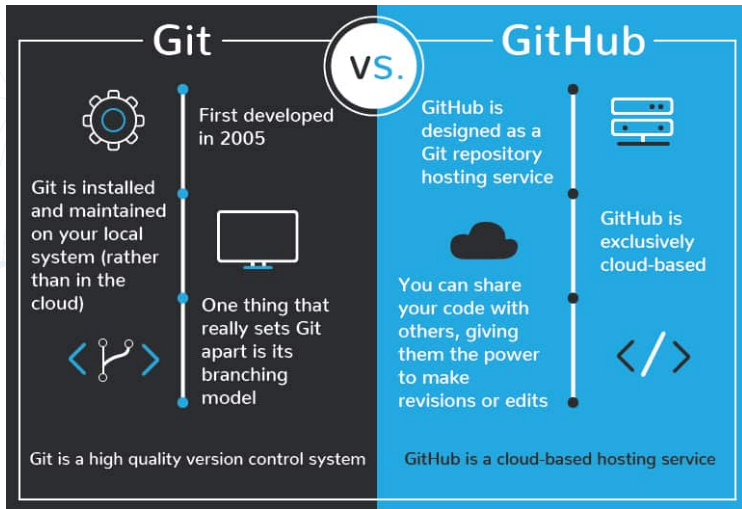 Git
vs.
GitHub
First developed
in 2005
Git is installed
and maintained
on your local
system (rather
than in the
cloud)
One thing that
really sets Git
apart is its
branching
model
Git is a high quality version control system
GitHub is
designed as a
Git repository
hosting service
GitHub is
exclusively
cloud-based
You can share
your code with
others, giving
them the power
to make
revisions or edits
GitHub is a cloud-based hosting service